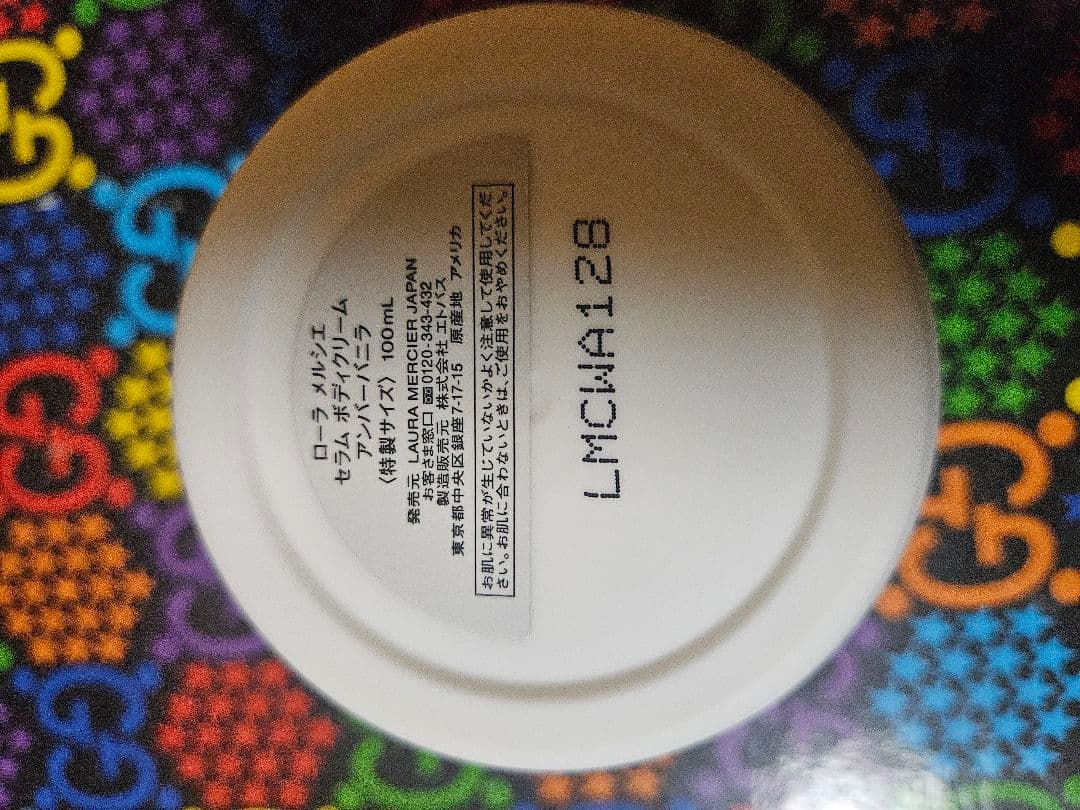 ローラ メルシエ
セラム ボディクリーム
アンバーバニラ
〈特製サイズ〉 100mL
発売元 LAURA MERCIER JAPAN
お客さま窓口 0120-343-432
製造販売元 株式会社 エトバス
東京都中央区銀座7-17-15 原産地 アメリカ
お肌に異常が生じていないかよく注意して使用してくだ
さい。お肌に合わないときは、ご使用をおやめください。
LMCWA128